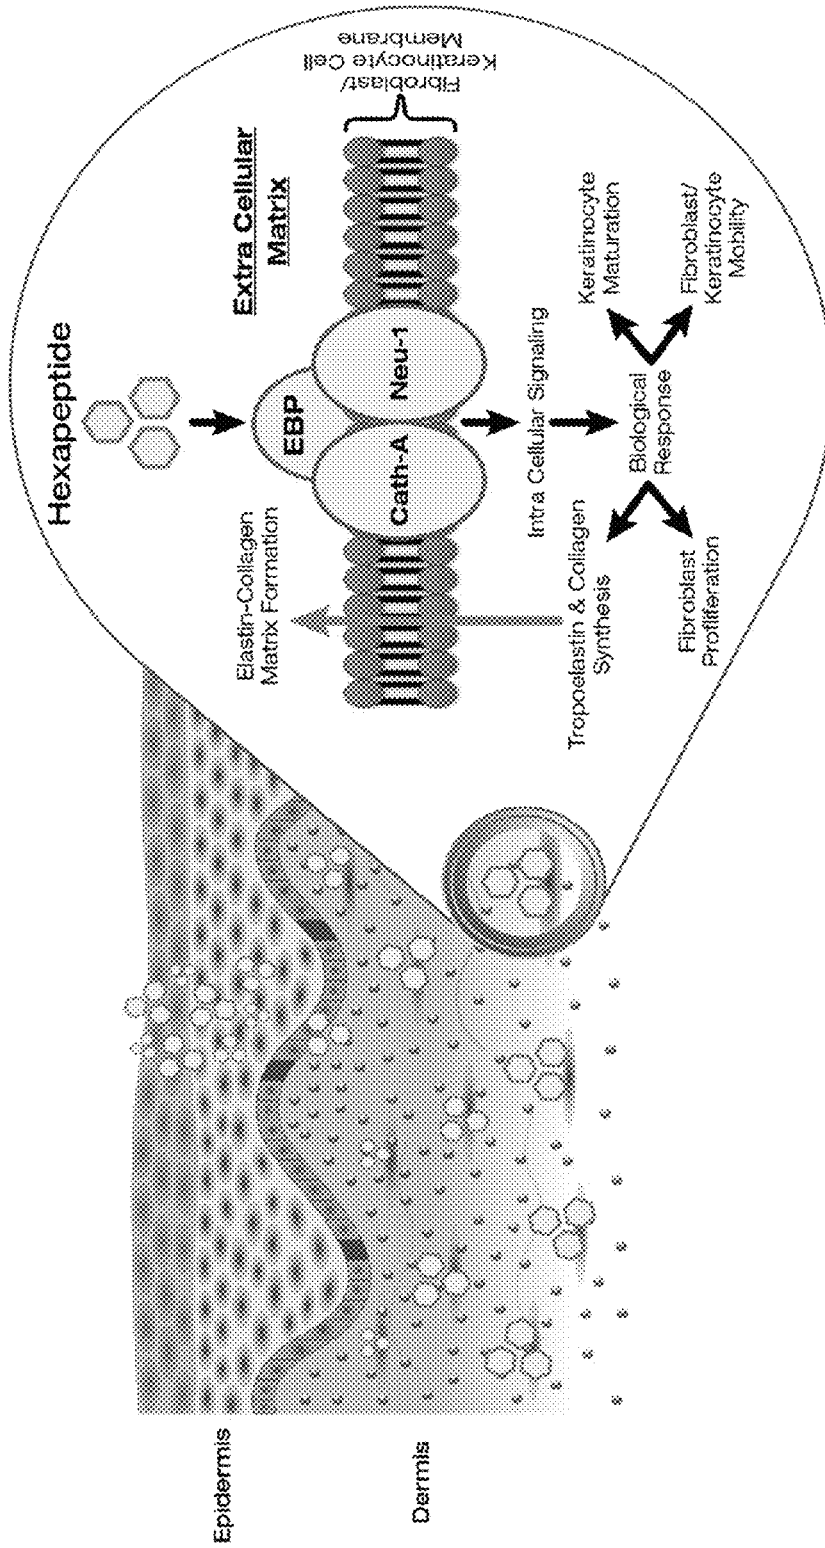 Epidermis
Dermis
Hexapeptide
Extra Cellular
Matrix
Elastin-Collagen
Matrix Formation
EBP
Cath-A
Neu-1
Fibroblast/
Keratinocyte Cell
Membrane
Intra Cellular Signaling
Tropoelastin & Collagen
Synthesis
Biological
Response
Keratinocyte
Maturation
Fibroblast
Profliferation
Fibroblast/
Keratinocyte
Mobility